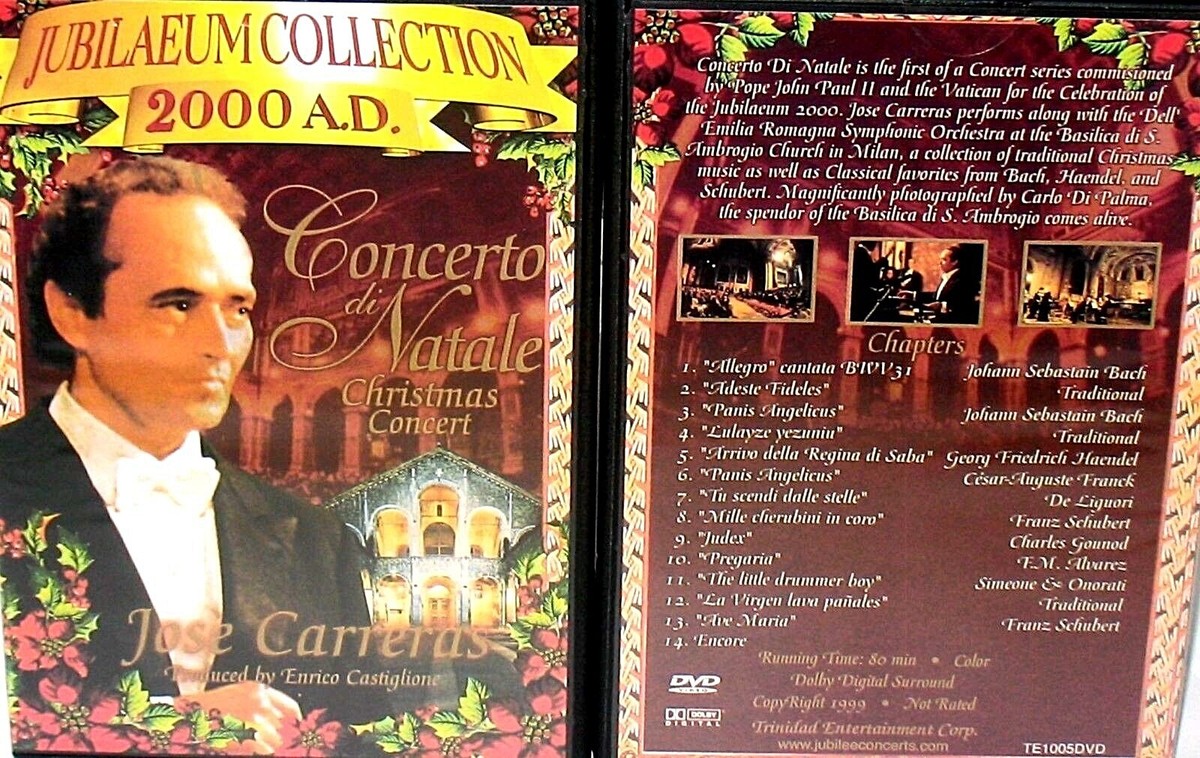 JUBILAEUM COLLECTION
2000 A.D.
Concerto
di
Natale
Christmas
Concert
Jose Carreras
Produced by Enrico Castiglione
Concerto Di Natale is the first of a Concert series commisioned
by Pope John Paul II and the Vatican for the Celebration of
the Jubilaeum 2000. Jose Carreras performs along with the Dell'
Emilia Romagna Symphonic Orchestra at the Basilica di S.
Ambrogio Church in Milan, a collection of traditional Christmas
music as well as Classical favorites from Bach, Haendel, and
Schubert. Magnificantly photographed by Carlo Di Palma,
the spendor of the Basilica di S. Ambrogio comes alive.
Chapters
1. "Allegro" cantata BWV31 Johann Sebastain Bach
2. "Adeste Fideles" Traditional
3. "Panis Angelicus" Johann Sebastain Bach
4. "Lulayze yezuniu" Traditional
5. "Arrivo della Regina di Saba" Georg Friedrich Haendel
6. "Panis Angelicus" Cèsar-Auguste Franck
7. "Tu scendi dalle stelle" De Liguori
8. "Mille cherubini in coro" Franz Schubert
9. "Judex" Charles Gounod
10. "Pregaria" F.M. Alvarez
11. "The little drummer boy" Simeone & Onorati
12. "La Virgen lava pañales" Traditional
13. "Ave Maria" Franz Schubert
14. Encore
Running Time: 80 min • Color
Dolby Digital Surround
CopyRight 1999 • Not Rated
Trinidad Entertainment Corp.
www.jubileeconcerts.com
DVD
VIDEO
DOLBY
DIGITAL
TE1005DVD